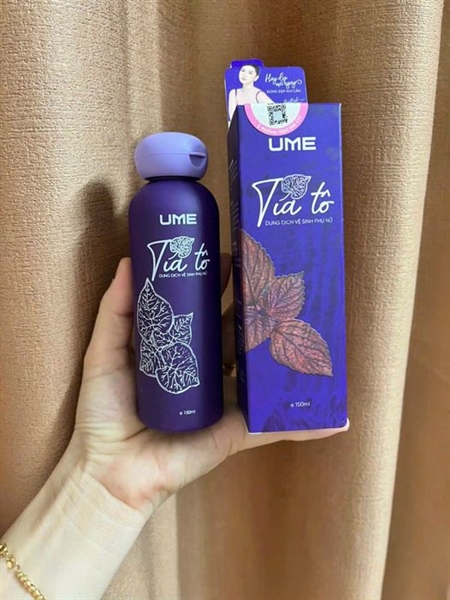 UME
Tía tô
DUNG DỊCH VỆ SINH PHỤ NỮ
e 150ml
UME
Tía tô
DUNG DỊCH VỆ SINH PHỤ NỮ
e 150ml